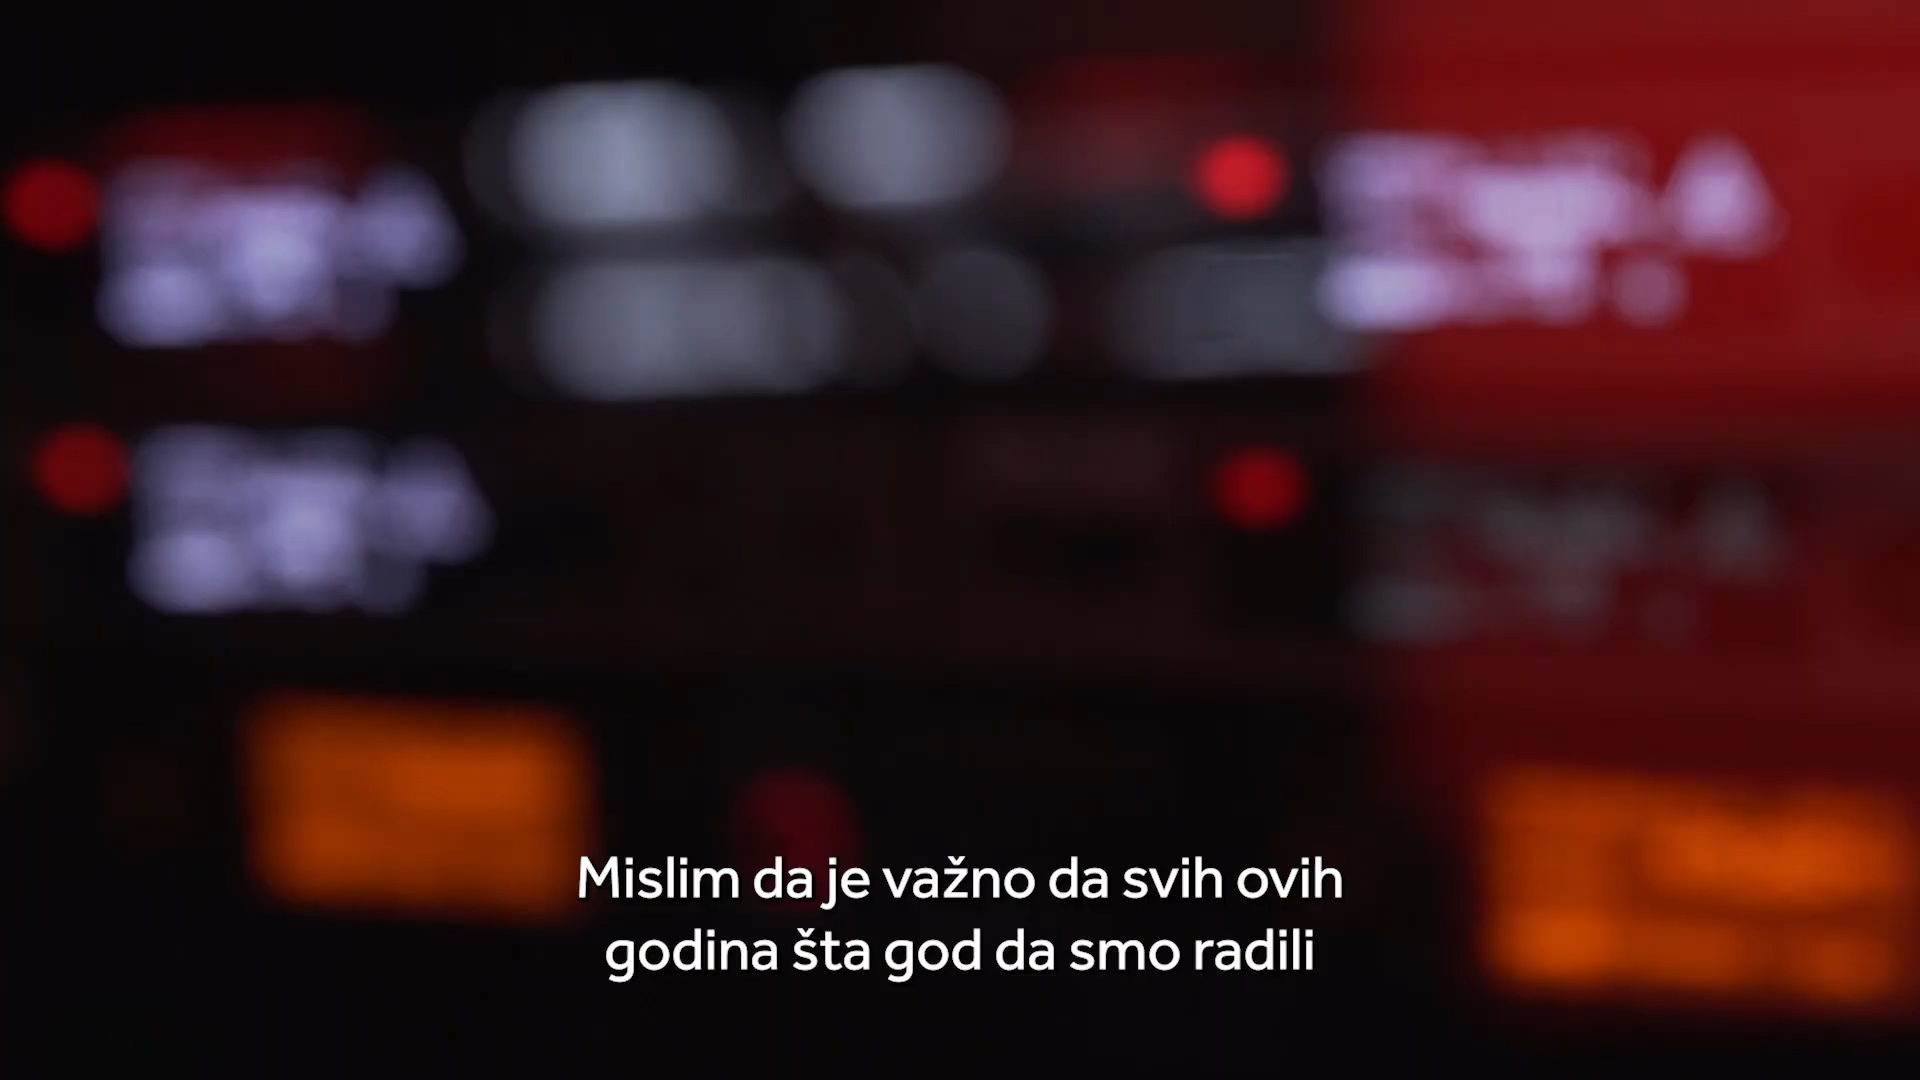 Mislim da je važno da svih ovih
godina šta god da smo radili